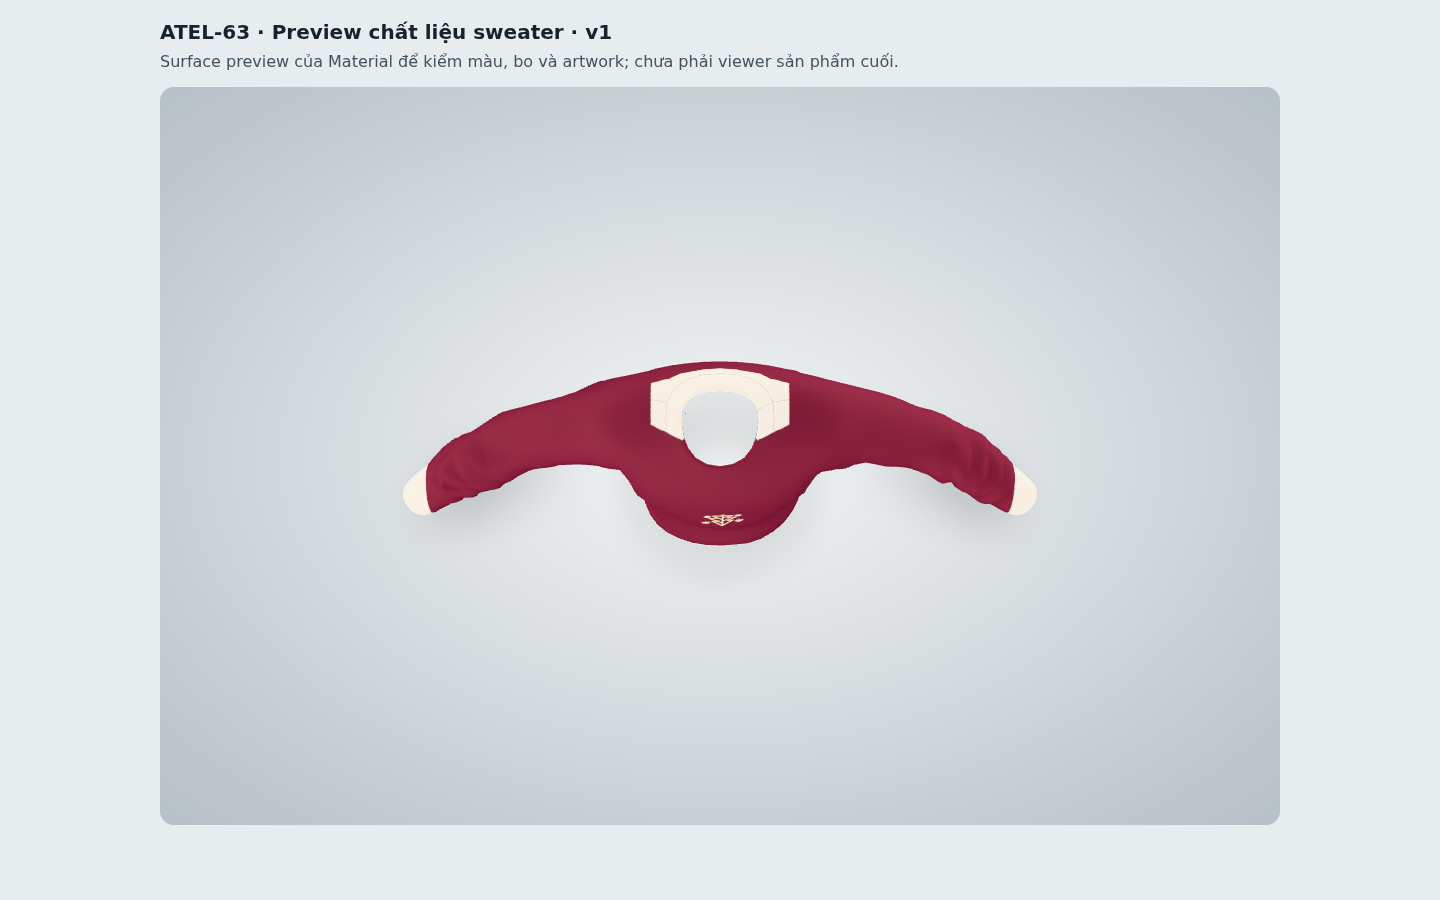 ATEL-63 · Preview chất liệu sweater · v1
Surface preview của Material để kiểm màu, bo và artwork; chưa phải viewer sản phẩm cuối.